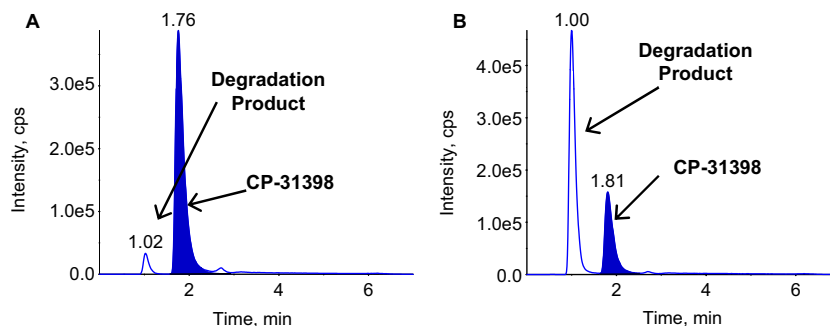 A
1.76
Degradation
Product
CP-31398
1.02
Intensity, cps
3.0e5
2.0e5
1.0e5
0.0
2
4
6
Time, min
B
1.00
Degradation
Product
CP-31398
1.81
Intensity, cps
4.0e5
3.0e5
2.0e5
1.0e5
0.0
2
4
6
Time, min